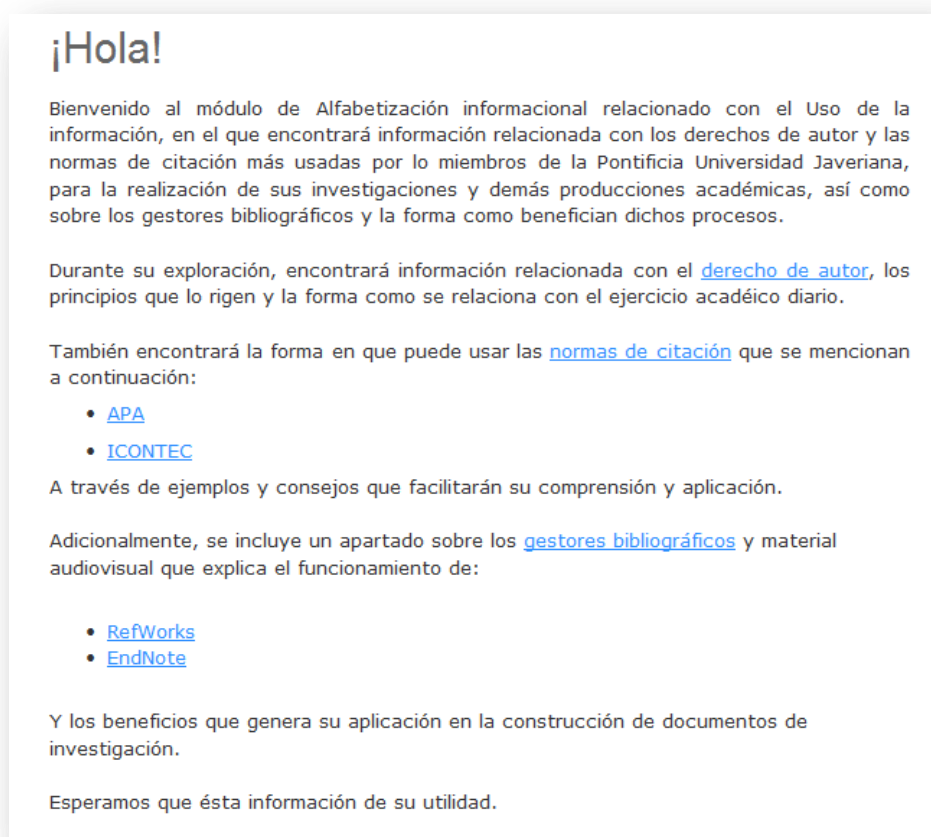 ¡Hola!
Bienvenido al módulo de Alfabetización informacional relacionado con el Uso de la
información, en el que encontrará información relacionada con los derechos de autor y las
normas de citación más usadas por lo miembros de la Pontificia Universidad Javeriana,
para la realización de sus investigaciones y demás producciones académicas, así como
sobre los gestores bibliográficos y la forma como benefician dichos procesos.
Durante su exploración, encontrará información relacionada con el derecho de autor, los
principios que lo rigen y la forma como se relaciona con el ejercicio acadéico diario.
También encontrará la forma en que puede usar las normas de citación que se mencionan
a continuación:
• APA
• ICONTEC
A través de ejemplos y consejos que facilitarán su comprensión y aplicación.
Adicionalmente, se incluye un apartado sobre los gestores bibliográficos y material
audiovisual que explica el funcionamiento de:
• RefWorks
• EndNote
Y los beneficios que genera su aplicación en la construcción de documentos de
investigación.
Esperamos que ésta información de su utilidad.